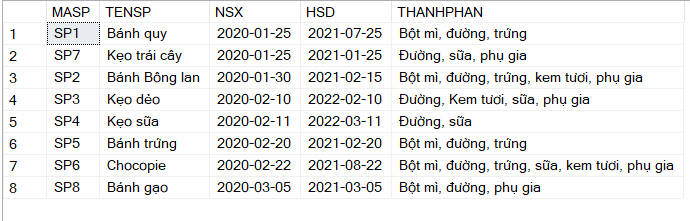 MASP TENSP NSX HSD THANHPHAN
1 SP1 Bánh quy 2020-01-25 2021-07-25 Bột mì, đường, trứng
2 SP7 Kẹo trái cây 2020-01-25 2021-01-25 Đường, sữa, phụ gia
3 SP2 Bánh Bông lan 2020-01-30 2021-02-15 Bột mì, đường, trứng, kem tươi, phụ gia
4 SP3 Kẹo dẻo 2020-02-10 2022-02-10 Đường, Kem tươi, sữa, phụ gia
5 SP4 Kẹo sữa 2020-02-11 2022-03-11 Đường, sữa
6 SP5 Bánh trứng 2020-02-20 2021-02-20 Bột mì, đường, trứng
7 SP6 Chocopie 2020-02-22 2021-08-22 Bột mì, đường, trứng, sữa, kem tươi, phụ gia
8 SP8 Bánh gạo 2020-03-05 2021-03-05 Bột mì, đường, phụ gia